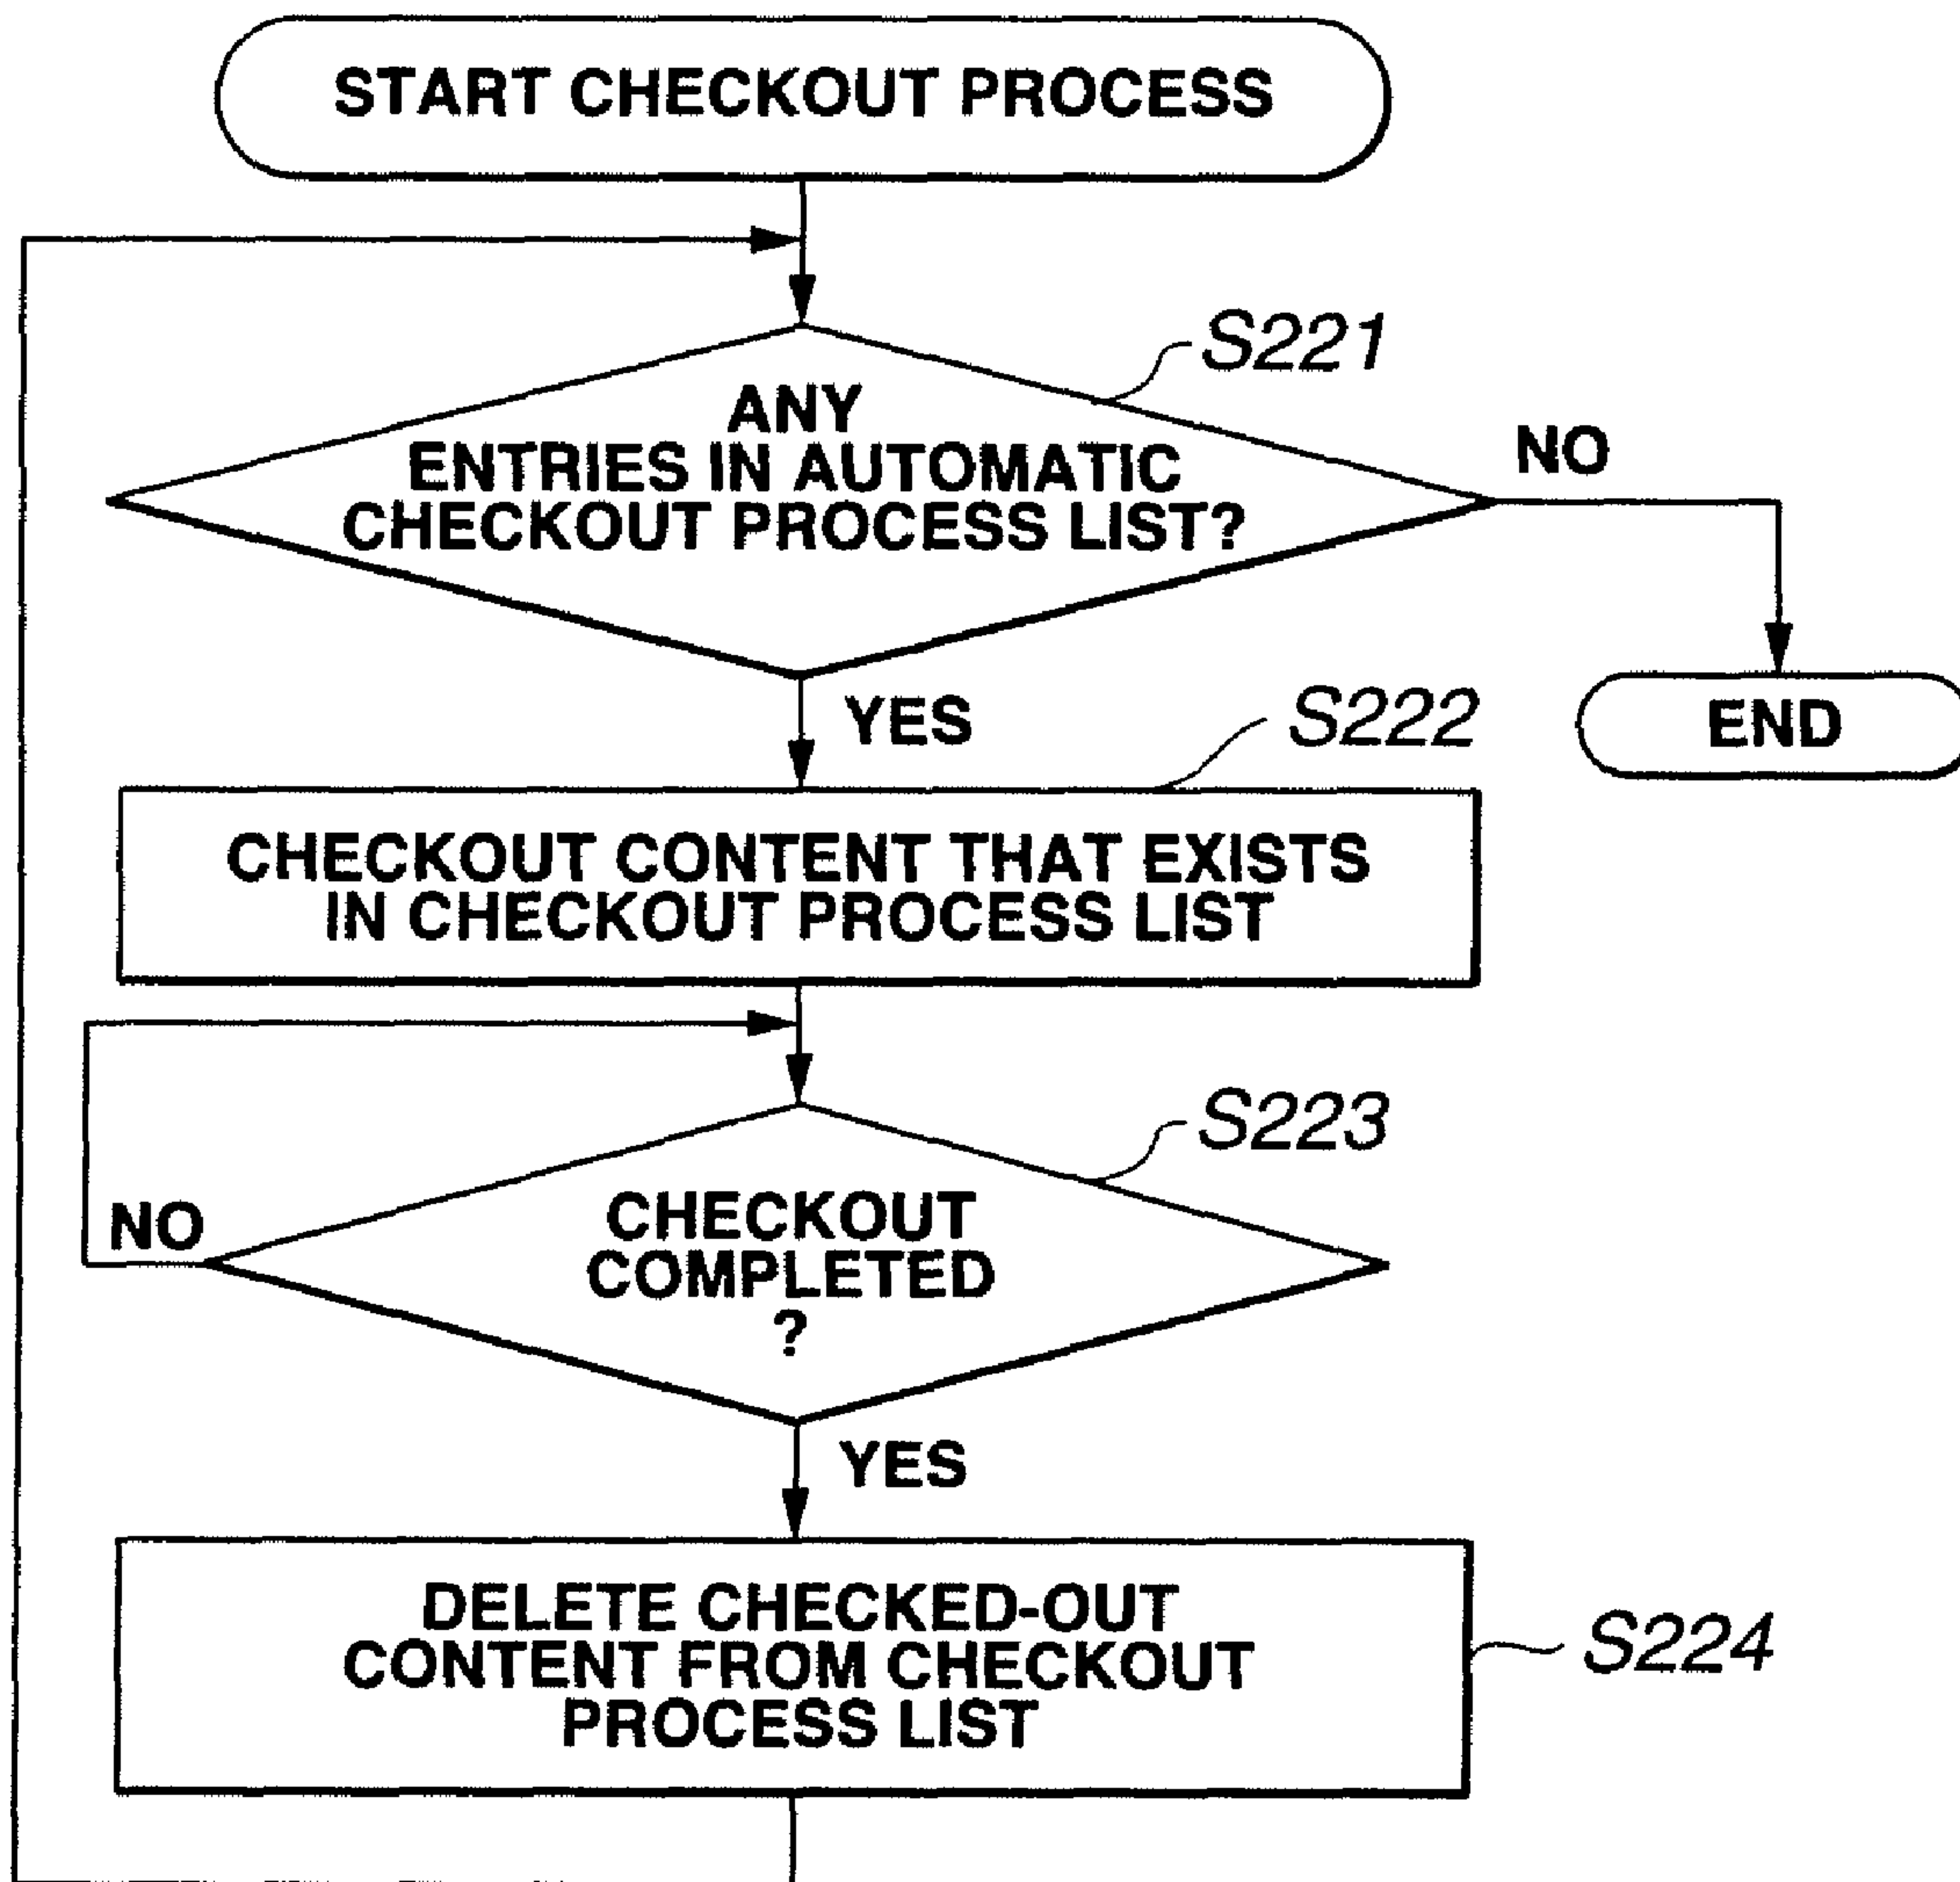 START CHECKOUT PROCESS
S221
ANY
ENTRIES IN AUTOMATIC
CHECKOUT PROCESS LIST?
NO
YES
S222
END
CHECKOUT CONTENT THAT EXISTS
IN CHECKOUT PROCESS LIST
S223
NO
CHECKOUT
COMPLETED
?
YES
DELETE CHECKED-OUT
CONTENT FROM CHECKOUT
PROCESS LIST
S224